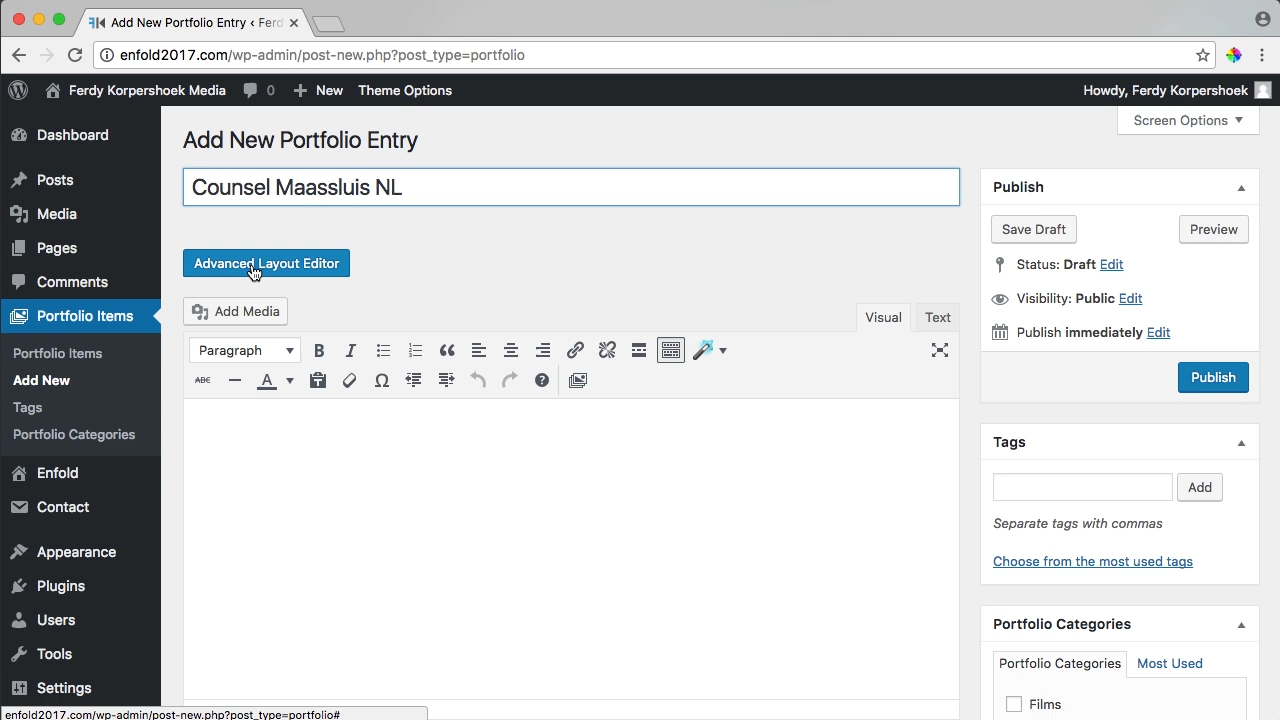 Add New Portfolio Entry ‹ Ferd
enfold2017.com/wp-admin/post-new.php?post_type=portfolio
Ferdy Korpershoek Media 0 New Theme Options Howdy, Ferdy Korpershoek
Screen Options
Dashboard
Posts
Media
Pages
Comments
Portfolio Items
Portfolio Items
Add New
Tags
Portfolio Categories
Enfold
Contact
Appearance
Plugins
Users
Tools
Settings
Add New Portfolio Entry
Counsel Maassluis NL
Advanced Layout Editor
Add Media
Visual Text
Paragraph
ABC
Publish
Save Draft Preview
Status: Draft Edit
Visibility: Public Edit
Publish immediately Edit
Publish
Tags
Add
Separate tags with commas
Choose from the most used tags
Portfolio Categories
Portfolio Categories Most Used
Films
enfold2017.com/wp-admin/post-new.php?post_type=portfolio#